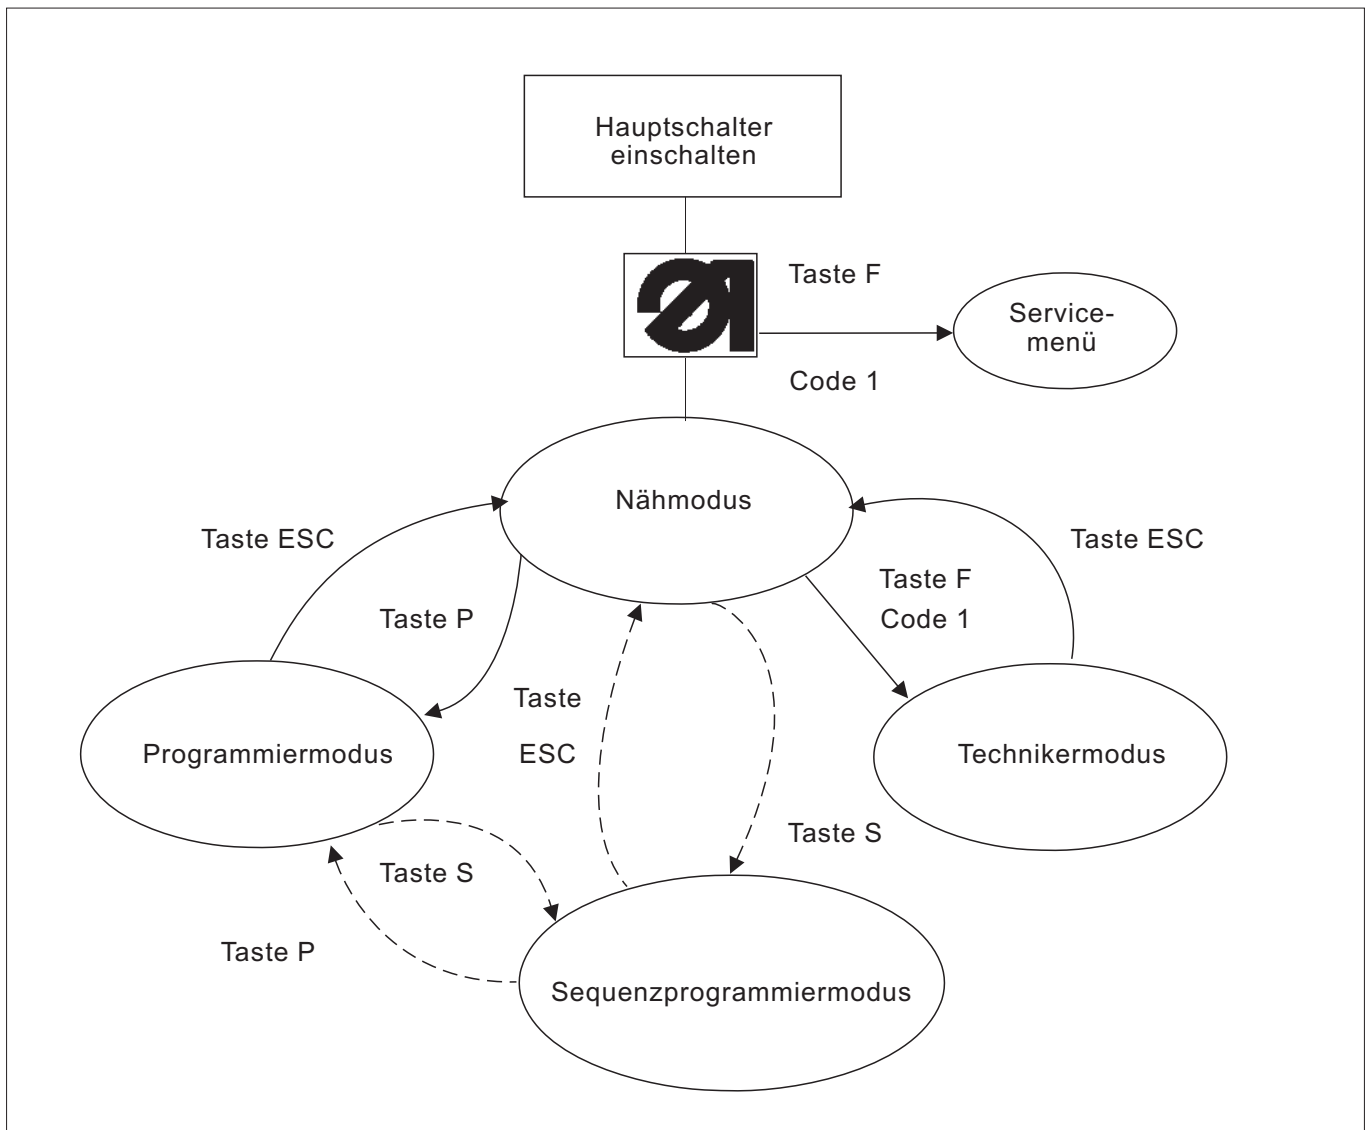 Hauptschalter
einschalten
Taste F
Service-
menü
Code 1
Nähmodus
Taste ESC
Taste ESC
Taste F
Code 1
Taste P
Taste
ESC
Programmiermodus
Technikermodus
Taste S
Taste S
Taste P
Sequenzprogrammiermodus